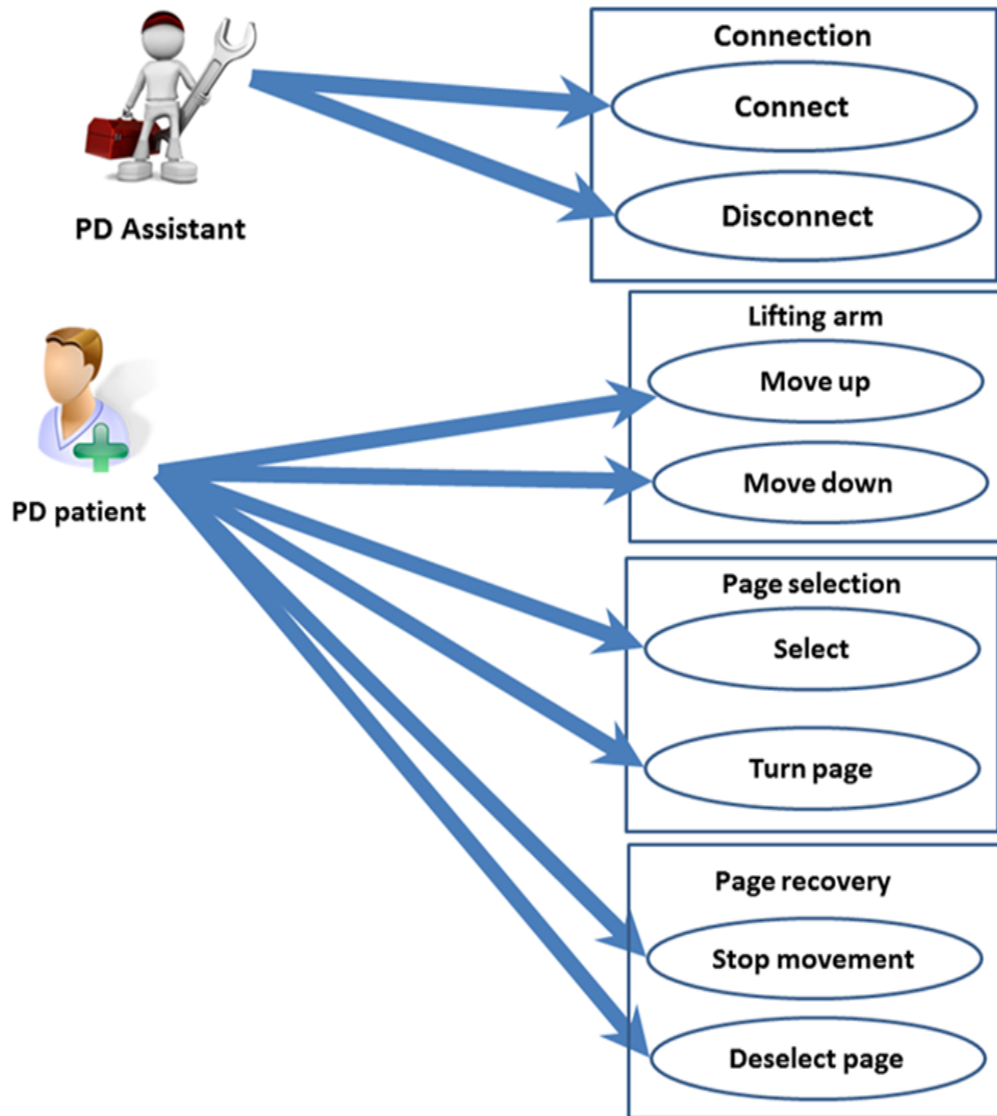 Connection
Connect
Disconnect
PD Assistant
Lifting arm
Move up
Move down
PD patient
Page selection
Select
Turn page
Page recovery
Stop movement
Deselect page